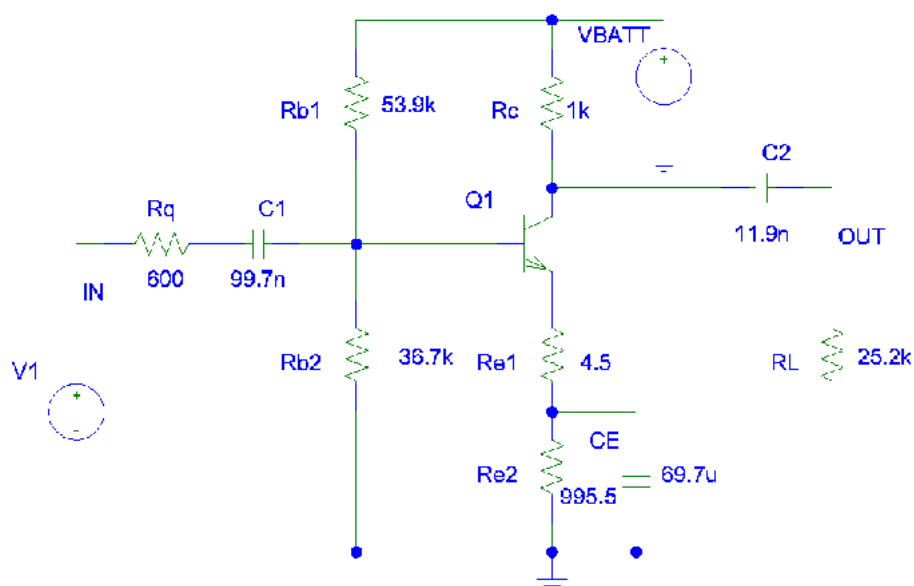 VBATT
Rb1
53.9k
Rc
1k
C2
Q1
Rq
C1
11.9n
OUT
600
99.7n
IN
Rb2
36.7k
Re1
4.5
RL
25.2k
V1
CE
Re2
995.5
69.7u